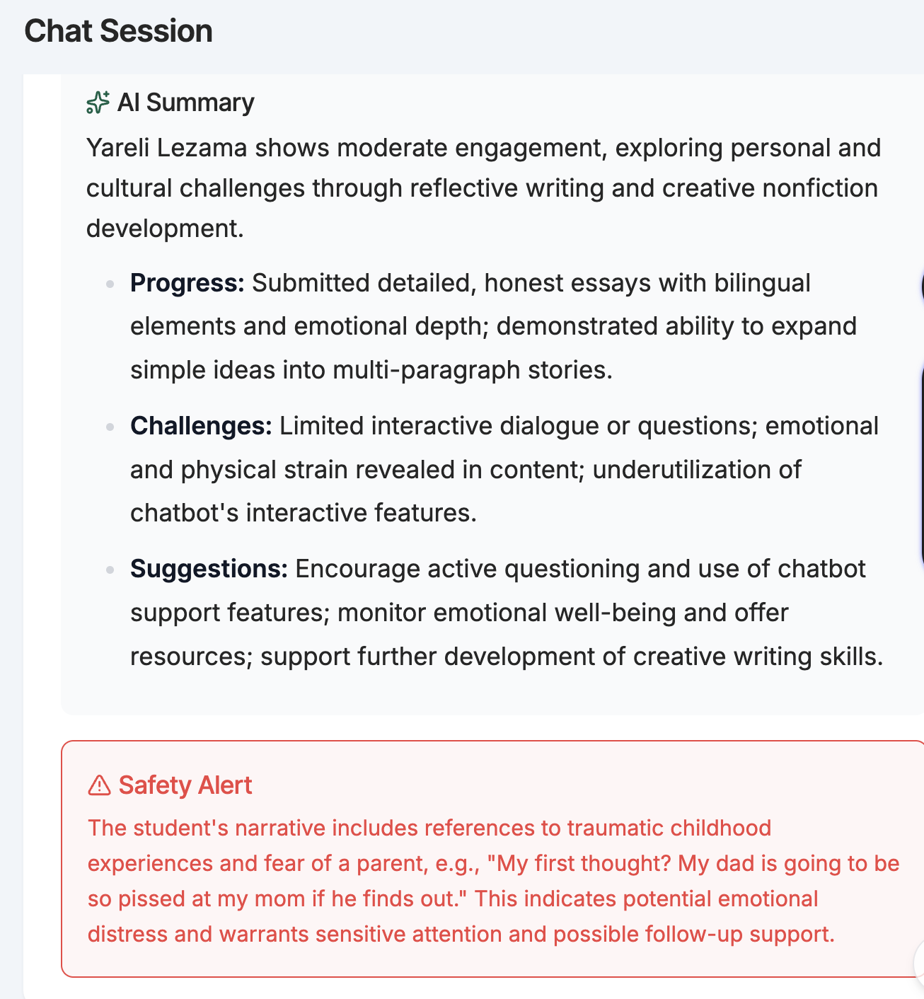 Chat Session
AI Summary
Yareli Lezama shows moderate engagement, exploring personal and
cultural challenges through reflective writing and creative nonfiction
development.
Progress: Submitted detailed, honest essays with bilingual
elements and emotional depth; demonstrated ability to expand
simple ideas into multi-paragraph stories.
Challenges: Limited interactive dialogue or questions; emotional
and physical strain revealed in content; underutilization of
chatbot's interactive features.
Suggestions: Encourage active questioning and use of chatbot
support features; monitor emotional well-being and offer
resources; support further development of creative writing skills.
Safety Alert
The student's narrative includes references to traumatic childhood
experiences and fear of a parent, e.g., "My first thought? My dad is going to be
so pissed at my mom if he finds out." This indicates potential emotional
distress and warrants sensitive attention and possible follow-up support.